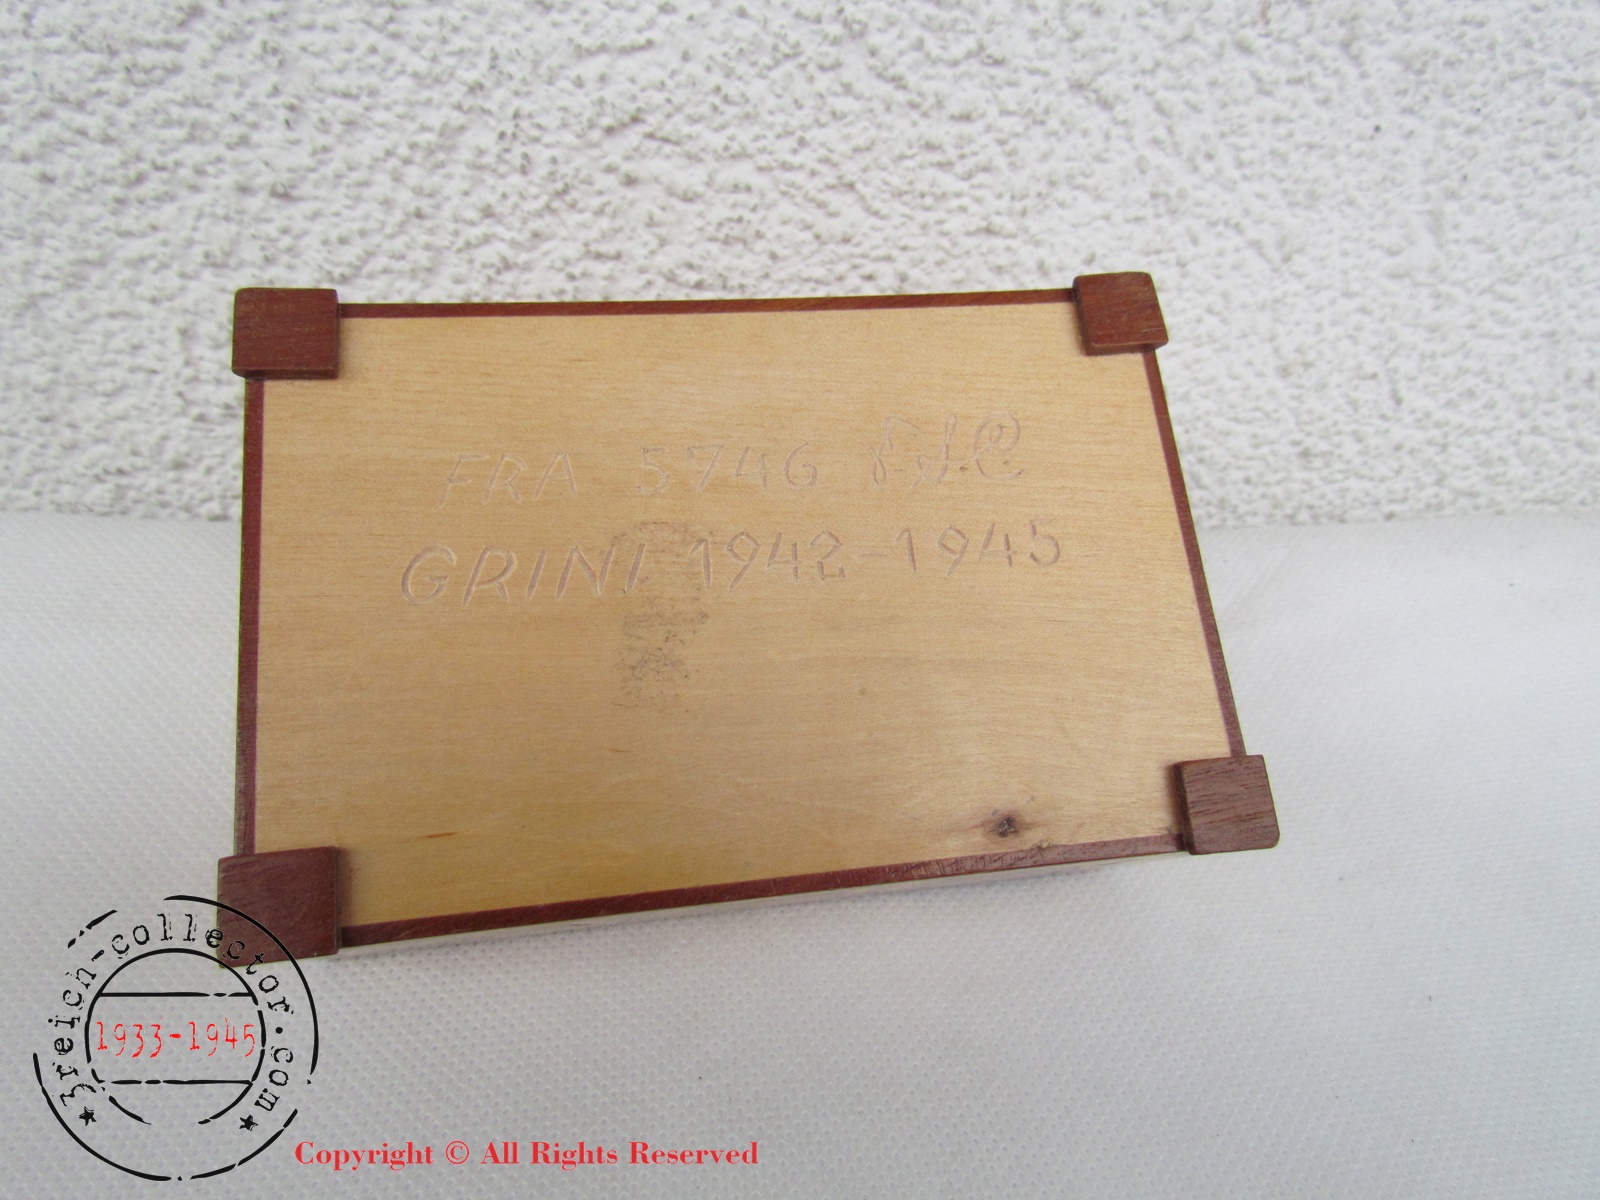 FRA 5746
GRINI 1942-1945
3reich-collector.com
1933-1945
Copyright © All Rights Reserved